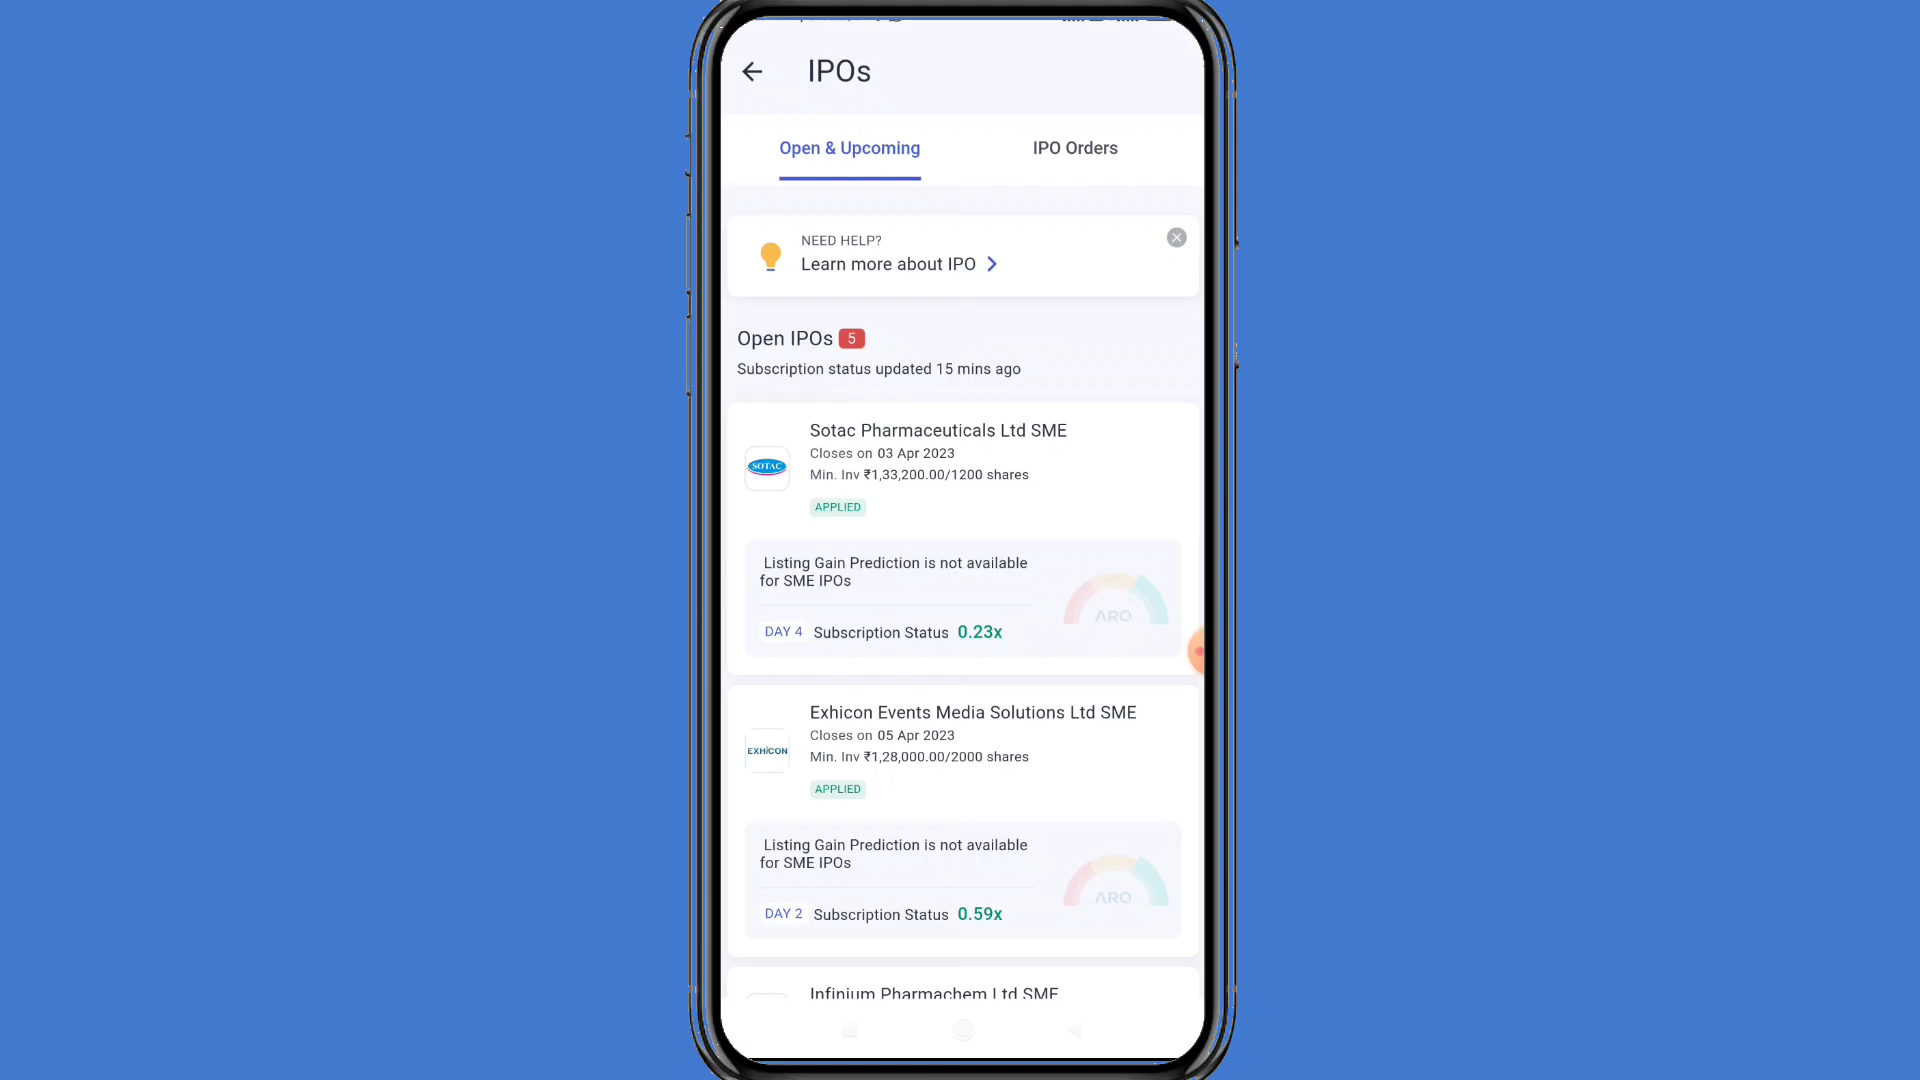 IPOs
Open & Upcoming
IPO Orders
NEED HELP?
Learn more about IPO
Open IPOs 5
Subscription status updated 15 mins ago
Sotac Pharmaceuticals Ltd SME
Closes on 03 Apr 2023
SOTAC
Min. Inv ₹1,33,200.00/1200 shares
APPLIED
Listing Gain Prediction is not available
for SME IPOs
ARO
DAY 4 Subscription Status 0.23x
Exhicon Events Media Solutions Ltd SME
Closes on 05 Apr 2023
EXHiCON
Min. Inv ₹1,28,000.00/2000 shares
APPLIED
Listing Gain Prediction is not available
for SME IPOs
ARO
DAY 2 Subscription Status 0.59x
Infinium Pharmachem Ltd SME